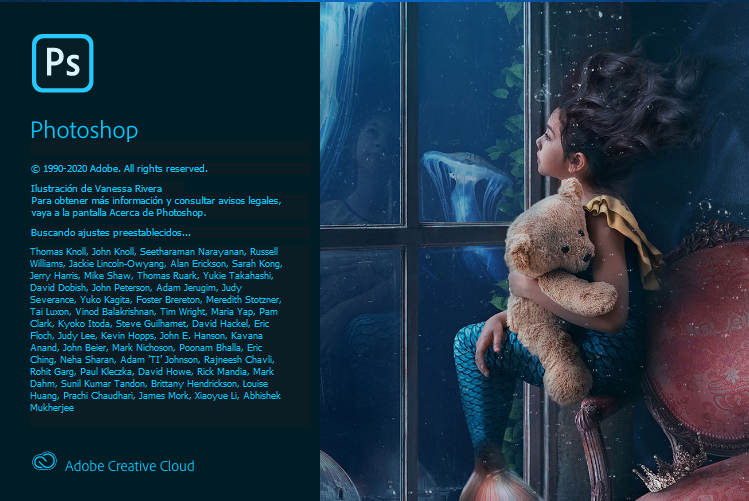 Ps
Photoshop
© 1990-2020 Adobe. All rights reserved.
Ilustración de Vanessa Rivera
Para obtener más información y consultar avisos legales,
vaya a la pantalla Acerca de Photoshop.
Buscando ajustes preestablecidos...
Thomas Knoll, John Knoll, Seetharaman Narayanan, Russell
Williams, Jackie Lincoln-Owyang, Alan Erickson, Sarah Kong,
Jerry Harris, Mike Shaw, Thomas Ruark, Yukie Takahashi,
David Dobish, John Peterson, Adam Jerugim, Judy
Severance, Yuko Kagita, Foster Brereton, Meredith Stotzner,
Tai Luxon, Vinod Balakrishnan, Tim Wright, Maria Yap, Pam
Clark, Kyoko Itoda, Steve Guilhamet, David Hackel, Eric
Floch, Judy Lee, Kevin Hopps, John E. Hanson, Kavana
Anand, John Beier, Mark Nichoson, Poonam Bhalla, Eric
Ching, Neha Sharan, Adam 'TI' Johnson, Rajneesh Chavli,
Rohit Garg, Paul Kleczka, David Howe, Rick Mandia, Mark
Dahm, Sunil Kumar Tandon, Brittany Hendrickson, Louise
Huang, Prachi Chaudhari, James Mork, Xiaoyue Li, Abhishek
Mukherjee
Adobe Creative Cloud